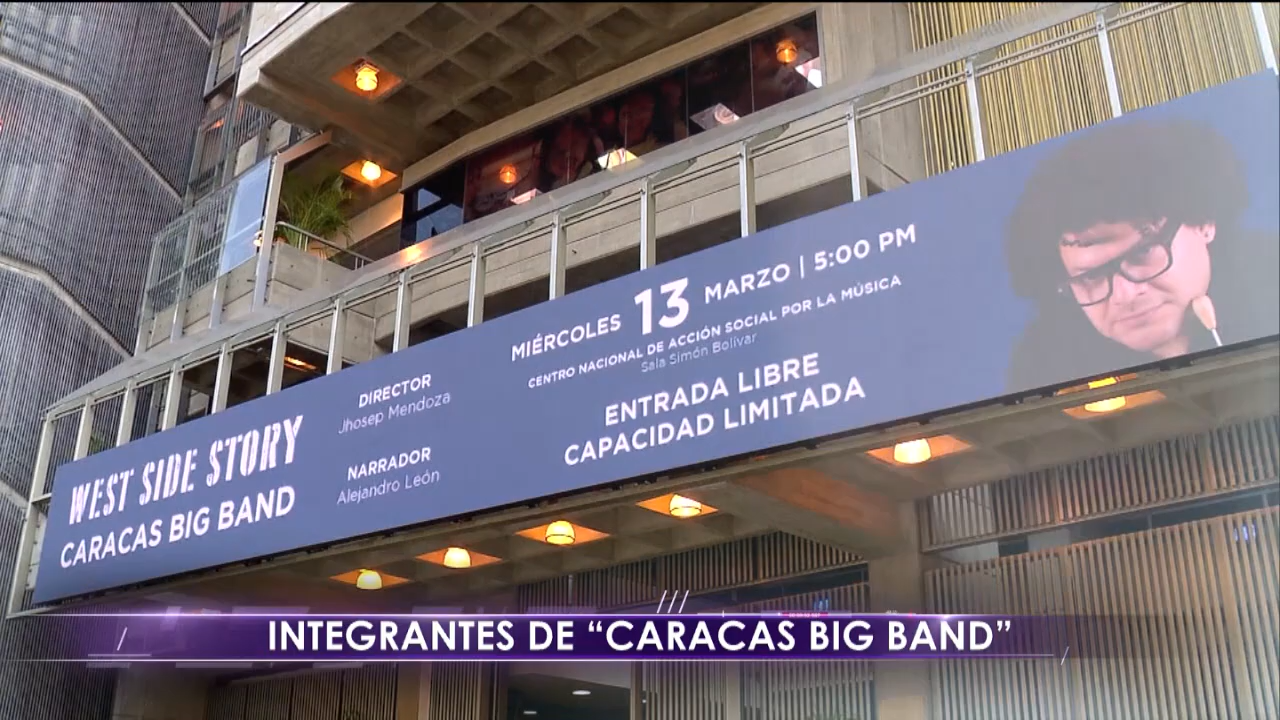 WEST SIDE STORY
CARACAS BIG BAND
DIRECTOR
Jhosep Mendoza
NARRADOR
Alejandro León
MIÉRCOLES 13 MARZO | 5:00 PM
CENTRO NACIONAL DE ACCIÓN SOCIAL POR LA MÚSICA
Sala Simón Bolívar
ENTRADA LIBRE
CAPACIDAD LIMITADA
INTEGRANTES DE “CARACAS BIG BAND”